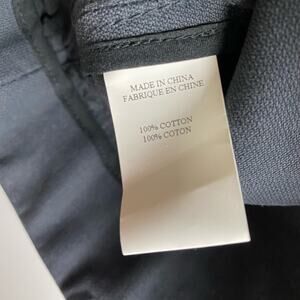 MADE IN CHINA
FABRIQUE EN CHINE
100% COTTON
100% COTON